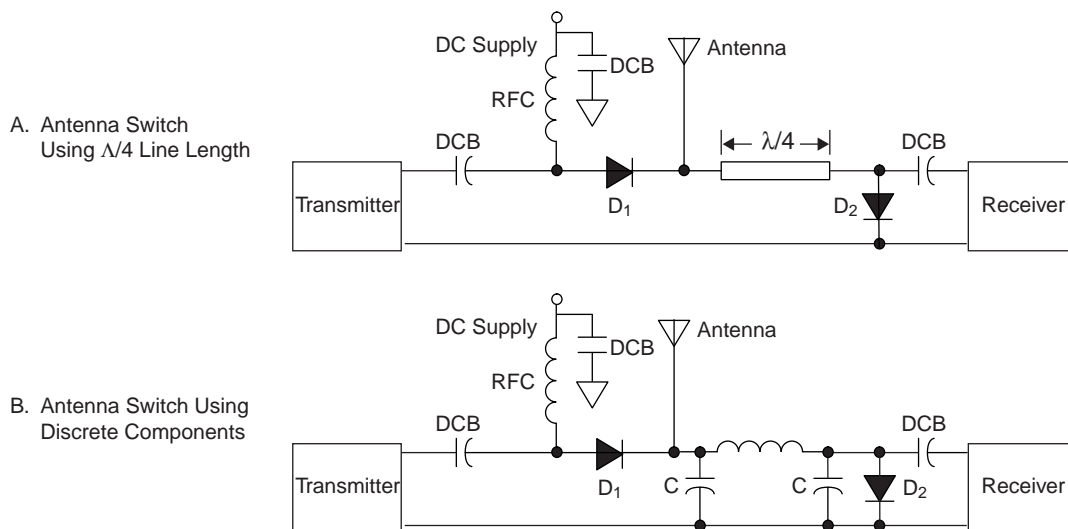 DC Supply
DCB
Antenna
RFC
A. Antenna Switch
Using Λ/4 Line Length
DCB
λ/4
DCB
Transmitter
D1
D2
Receiver
DC Supply
DCB
Antenna
RFC
B. Antenna Switch Using
Discrete Components
DCB
DCB
Transmitter
D1
C
C
D2
Receiver